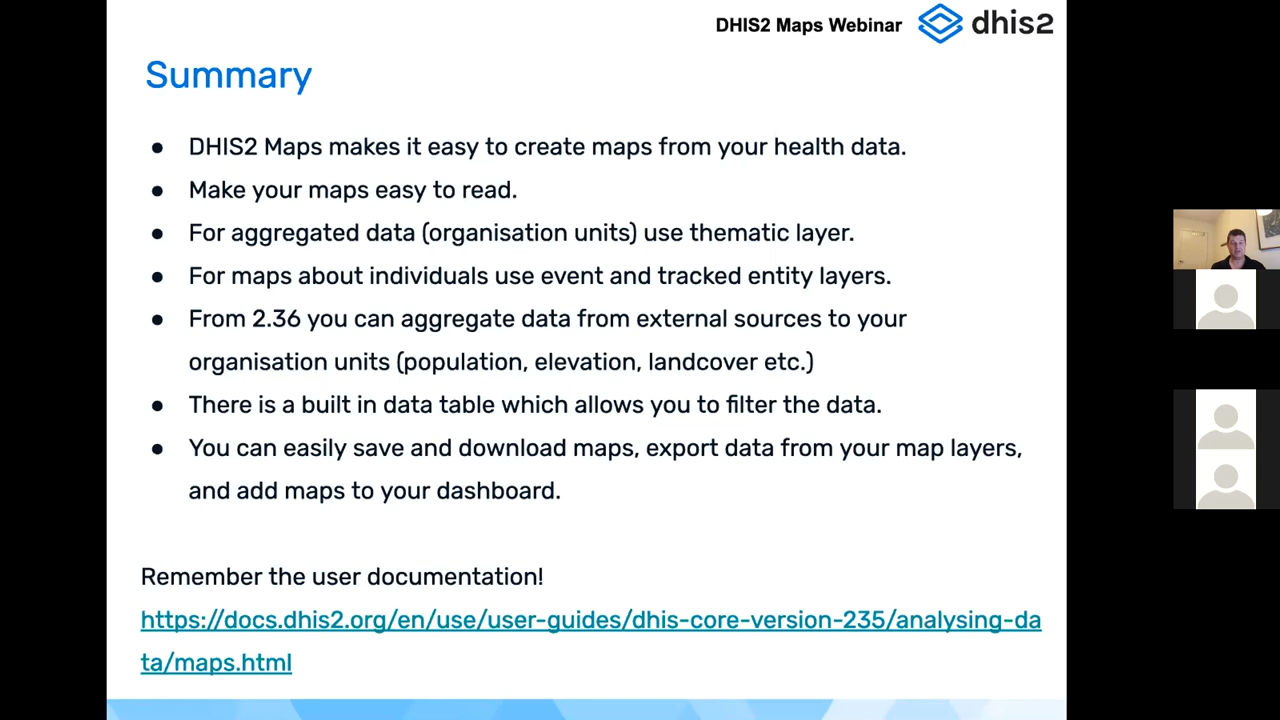 DHIS2 Maps Webinar dhis2
Summary
● DHIS2 Maps makes it easy to create maps from your health data.
● Make your maps easy to read.
● For aggregated data (organisation units) use thematic layer.
● For maps about individuals use event and tracked entity layers.
● From 2.36 you can aggregate data from external sources to your
organisation units (population, elevation, landcover etc.)
● There is a built in data table which allows you to filter the data.
● You can easily save and download maps, export data from your map layers,
and add maps to your dashboard.
Remember the user documentation!
https://docs.dhis2.org/en/use/user-guides/dhis-core-version-235/analysing-da
ta/maps.html